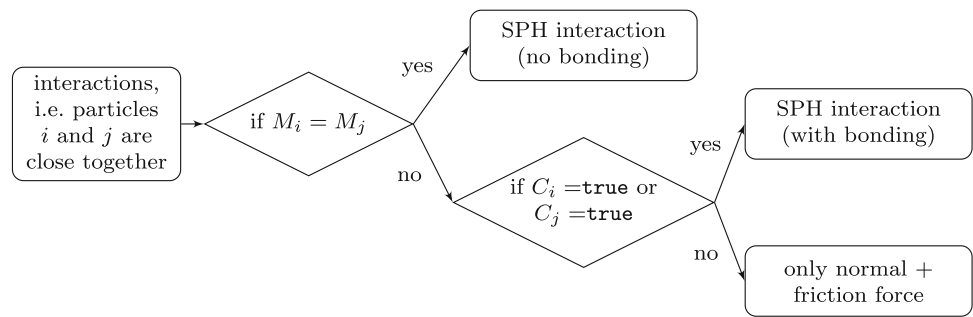 interactions,
i.e. particles
i and j are
close together
if M_i = M_j
yes
SPH interaction
(no bonding)
no
if C_i =true or
C_j =true
yes
SPH interaction
(with bonding)
no
only normal +
friction force